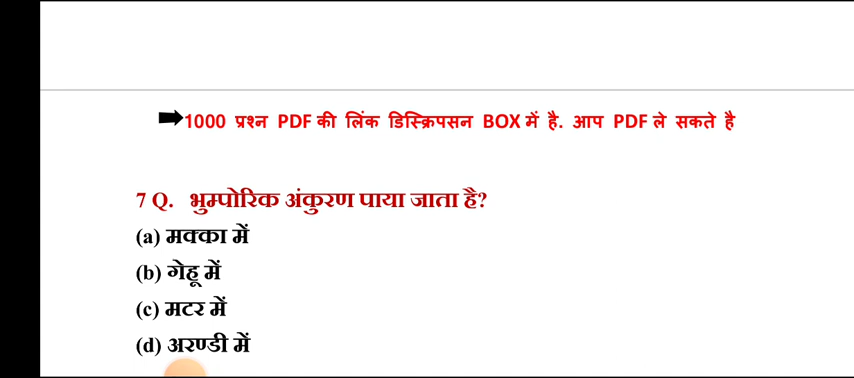 1000 प्रश्न PDF की लिंक डिस्क्रिपसन BOX में है. आप PDF ले सकते है
7 Q. भुम्पोरिक अंकुरण पाया जाता है?
(a) मक्का में
(b) गेहू में
(c) मटर में
(d) अरण्डी में